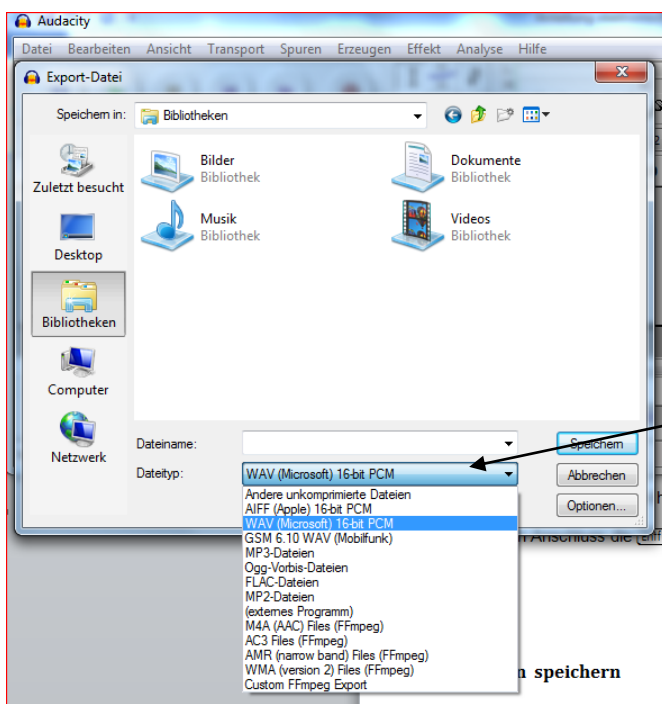 Audacity
Datei Bearbeiten Ansicht Transport Spuren Erzeugen Effekt Analyse Hilfe
Export-Datei
Speichern in: Bibliotheken
Zuletzt besucht
Desktop
Bibliotheken
Computer
Netzwerk
Bilder
Bibliothek
Dokumente
Bibliothek
Musik
Bibliothek
Videos
Bibliothek
Dateiname:
Speichern
Dateityp: WAV (Microsoft) 16-bit PCM
Abbrechen
Optionen...
Andere unkomprimierte Dateien
AIFF (Apple) 16-bit PCM
WAV (Microsoft) 16-bit PCM
GSM 6.10 WAV (Mobilfunk)
MP3-Dateien
Ogg-Vorbis-Dateien
FLAC-Dateien
MP2-Dateien
(externes Programm)
M4A (AAC) Files (FFmpeg)
AC3 Files (FFmpeg)
AMR (narrow band) Files (FFmpeg)
WMA (version 2) Files (FFmpeg)
Custom FFmpeg Export
Anschluss die
n speichern